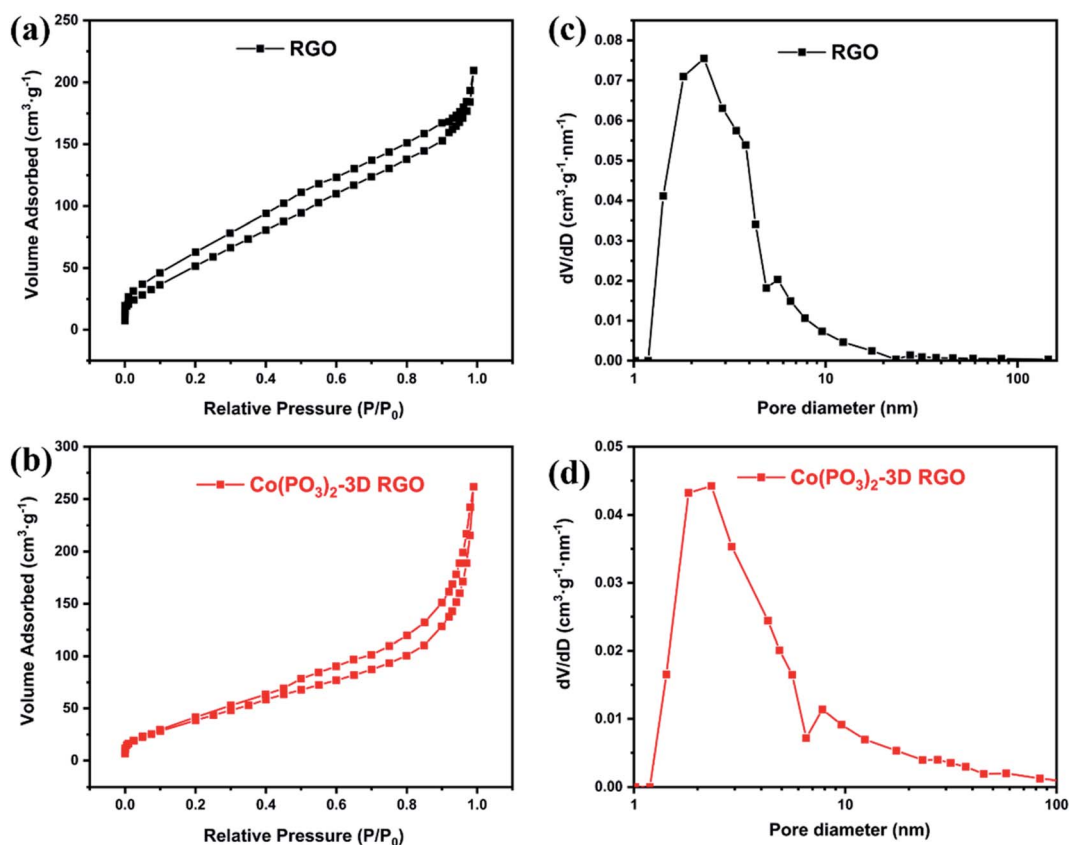 (a)
RGO
Volume Adsorbed (cm³·g⁻¹)
250
200
150
100
50
0
0.0 0.2 0.4 0.6 0.8 1.0
Relative Pressure (P/P₀)
(c)
RGO
dV/dD (cm³·g⁻¹·nm⁻¹)
0.08
0.07
0.06
0.05
0.04
0.03
0.02
0.01
0.00
1 10 100
Pore diameter (nm)
(b)
Co(PO₃)₂-3D RGO
Volume Adsorbed (cm³·g⁻¹)
300
250
200
150
100
50
0
0.0 0.2 0.4 0.6 0.8 1.0
Relative Pressure (P/P₀)
(d)
Co(PO₃)₂-3D RGO
dV/dD (cm³·g⁻¹·nm⁻¹)
0.05
0.04
0.03
0.02
0.01
0.00
1 10 100
Pore diameter (nm)